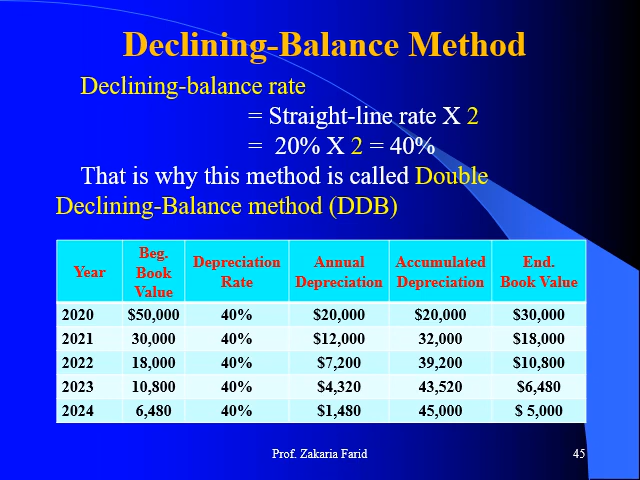 Declining-Balance Method
Declining-balance rate
= Straight-line rate X 2
= 20% X 2 = 40%
That is why this method is called Double
Declining-Balance method (DDB)
Year Beg. Book Value Depreciation Rate Annual Depreciation Accumulated Depreciation End. Book Value
2020 $50,000 40% $20,000 $20,000 $30,000
2021 30,000 40% $12,000 32,000 $18,000
2022 18,000 40% $7,200 39,200 $10,800
2023 10,800 40% $4,320 43,520 $6,480
2024 6,480 40% $1,480 45,000 $ 5,000
Prof. Zakaria Farid 45